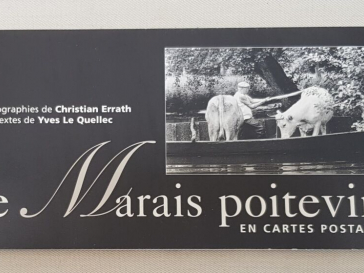 ographies de Christian Errath
extes de Yves Le Quellec
e Marais poitevin
EN CARTES POSTA